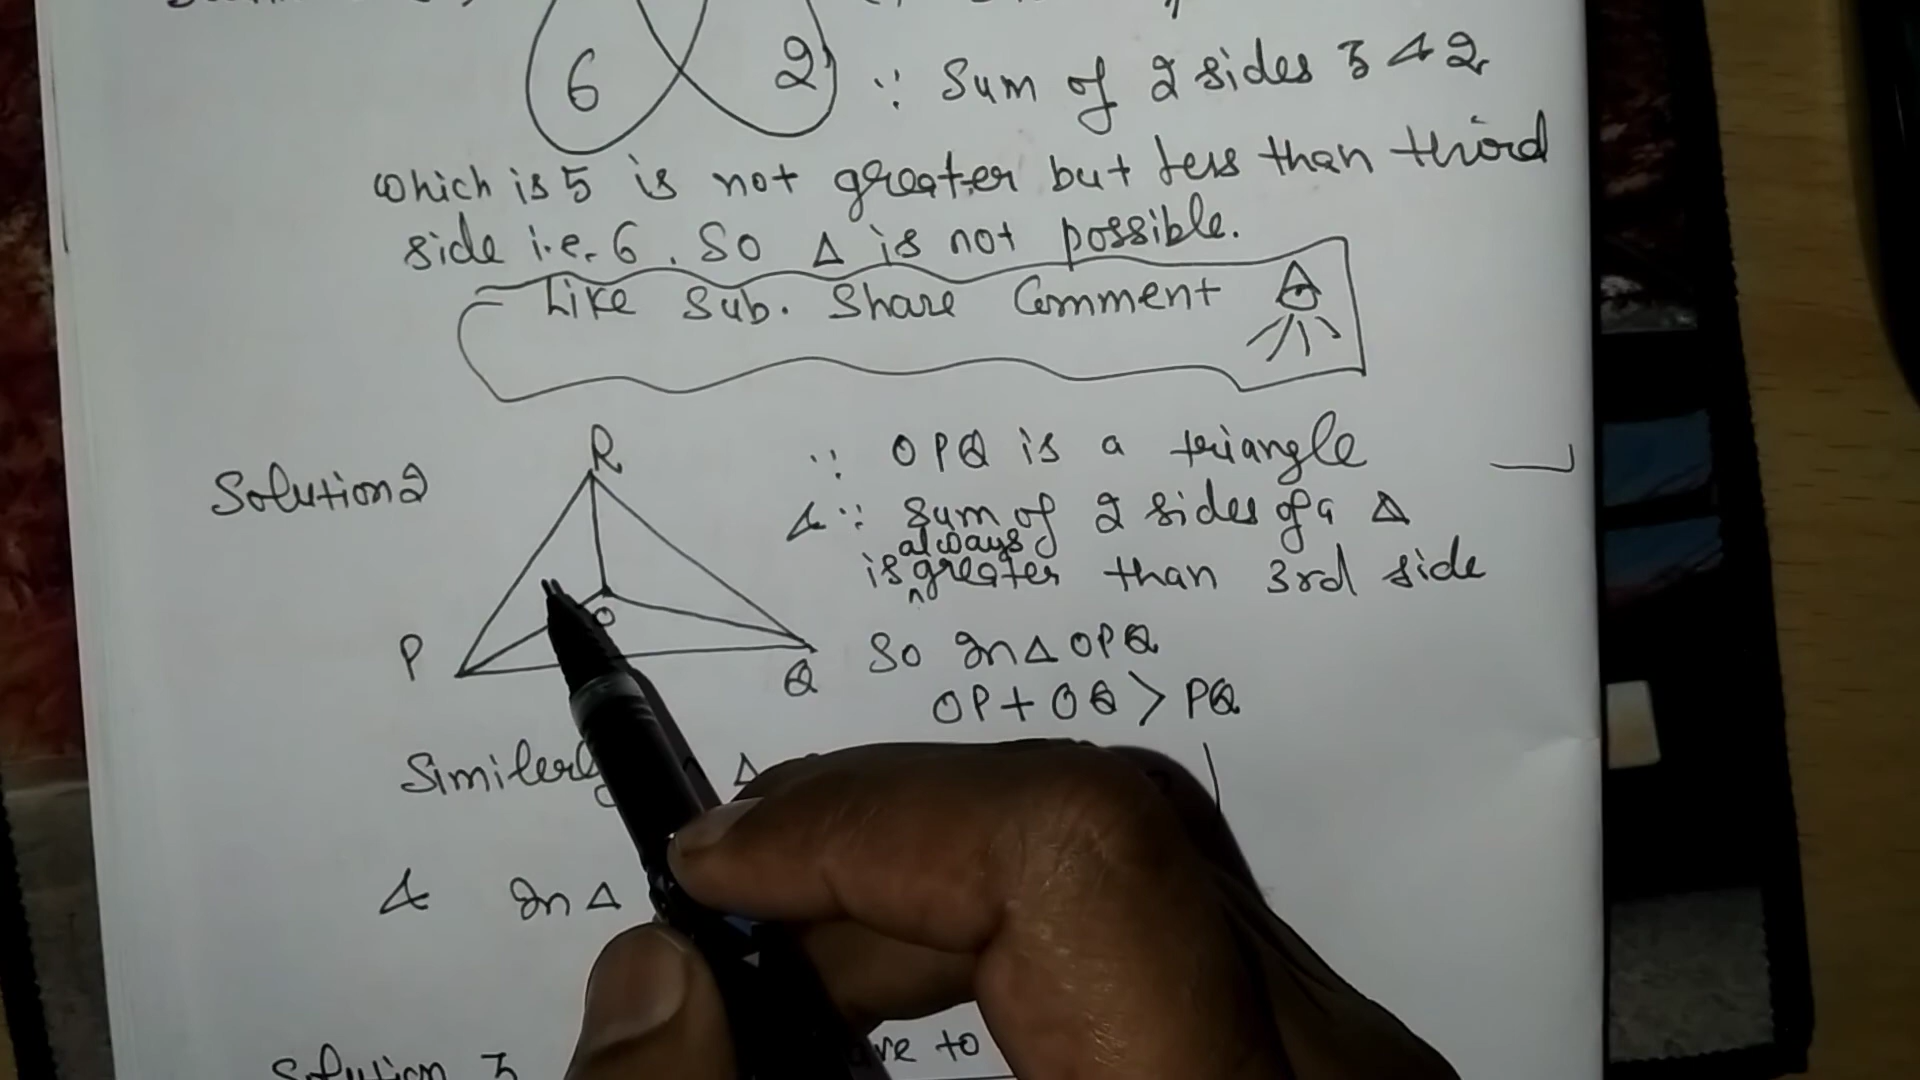 6 2 ∵ Sum of 2 sides 3 & 2
which is 5 is not greater but less than third
side i.e. 6. So Δ is not possible.
Like Sub. Share Comment
Solution 2
R
P
O
Q
∵ OPQ is a triangle
& ∵ sum of 2 sides of a Δ
is always greater than 3rd side
So In Δ OPQ
OP + OQ > PQ
Similerly Δ
& In Δ
Solution 3 to